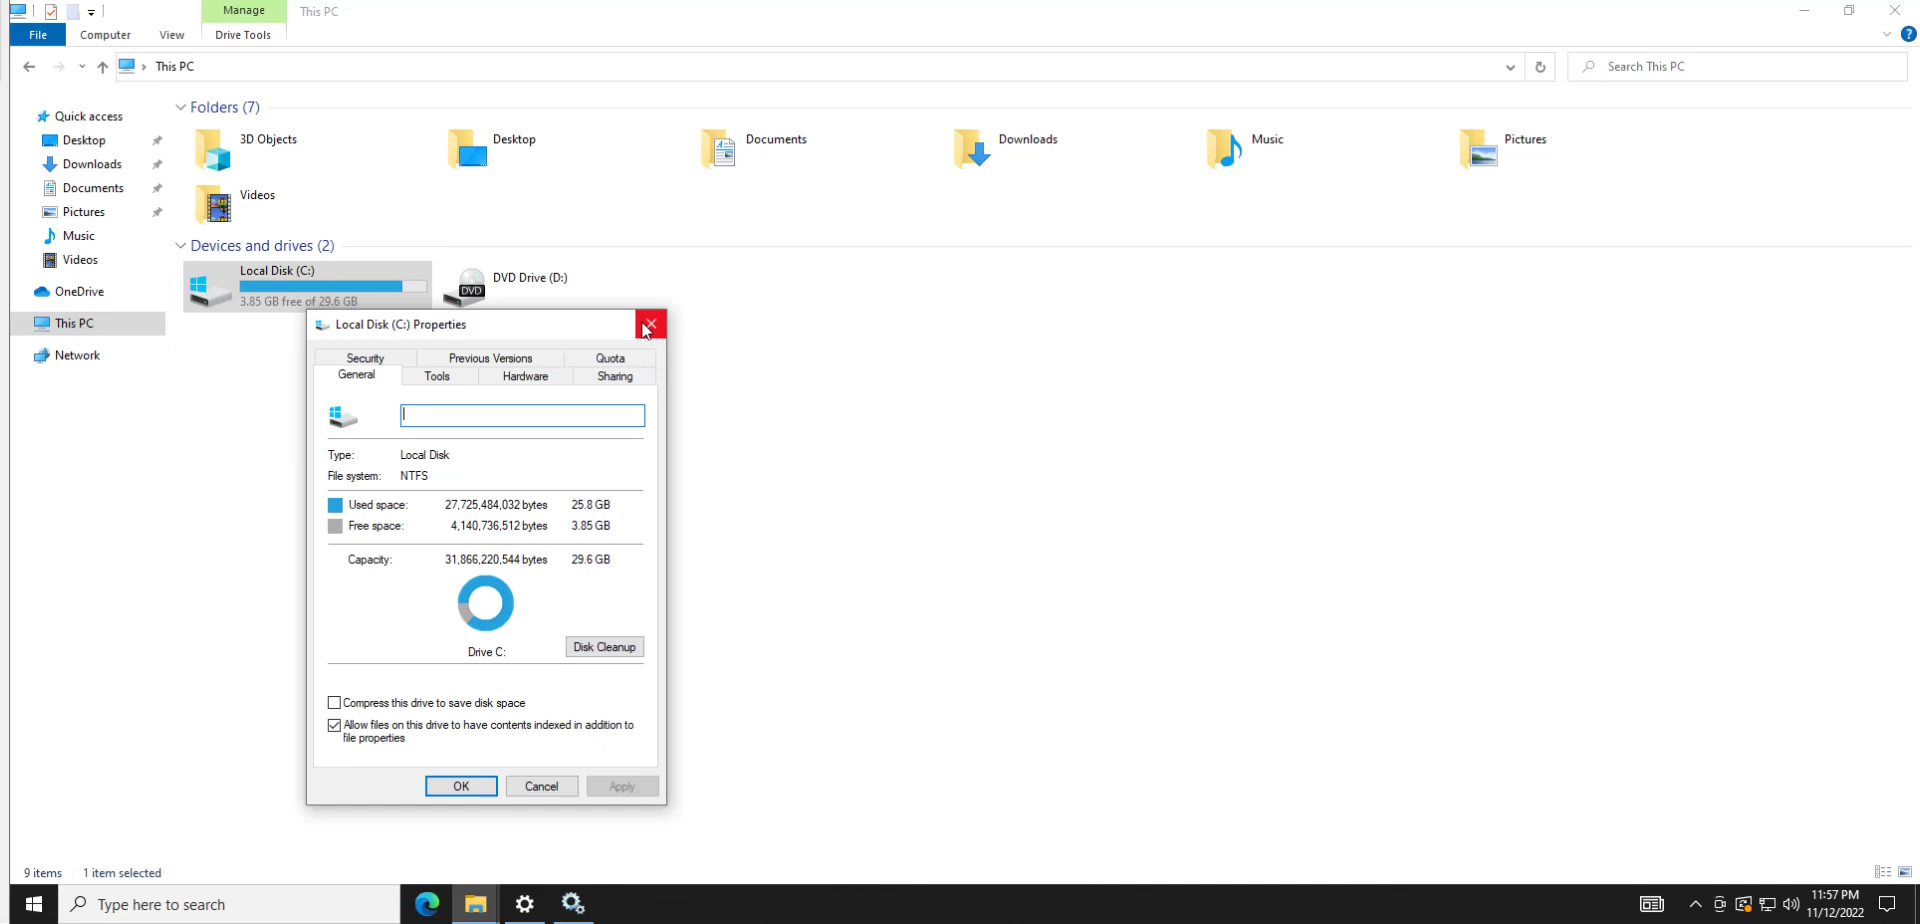 Manage
This PC
File
Computer
View
Drive Tools
This PC
Search This PC
Quick access
Desktop
Downloads
Documents
Pictures
Music
Videos
OneDrive
This PC
Network
Folders (7)
3D Objects
Desktop
Documents
Downloads
Music
Pictures
Videos
Devices and drives (2)
Local Disk (C:)
3.85 GB free of 29.6 GB
DVD
DVD Drive (D:)
Local Disk (C:) Properties
Security
Previous Versions
Quota
General
Tools
Hardware
Sharing
Type: Local Disk
File system: NTFS
Used space: 27,725,484,032 bytes 25.8 GB
Free space: 4,140,736,512 bytes 3.85 GB
Capacity: 31,866,220,544 bytes 29.6 GB
Drive C:
Disk Cleanup
Compress this drive to save disk space
Allow files on this drive to have contents indexed in addition to
file properties
OK
Cancel
Apply
9 items
1 item selected
Type here to search
11:57 PM
11/12/2022